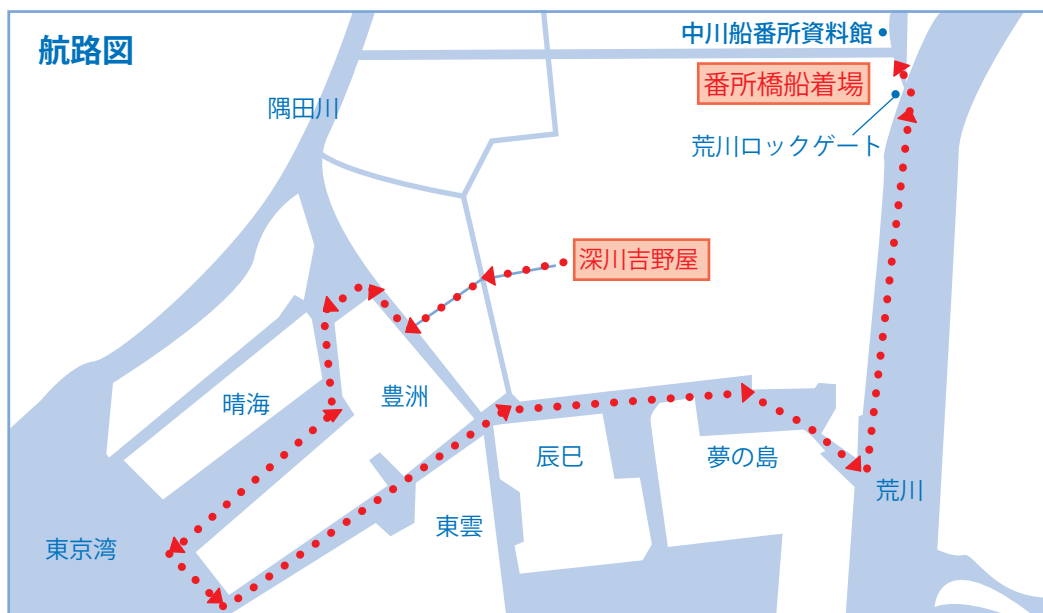 航路図
中川船番所資料館
番所橋船着場
隅田川
荒川ロックゲート
深川吉野屋
晴海
豊洲
辰巳
夢の島
荒川
東雲
東京湾